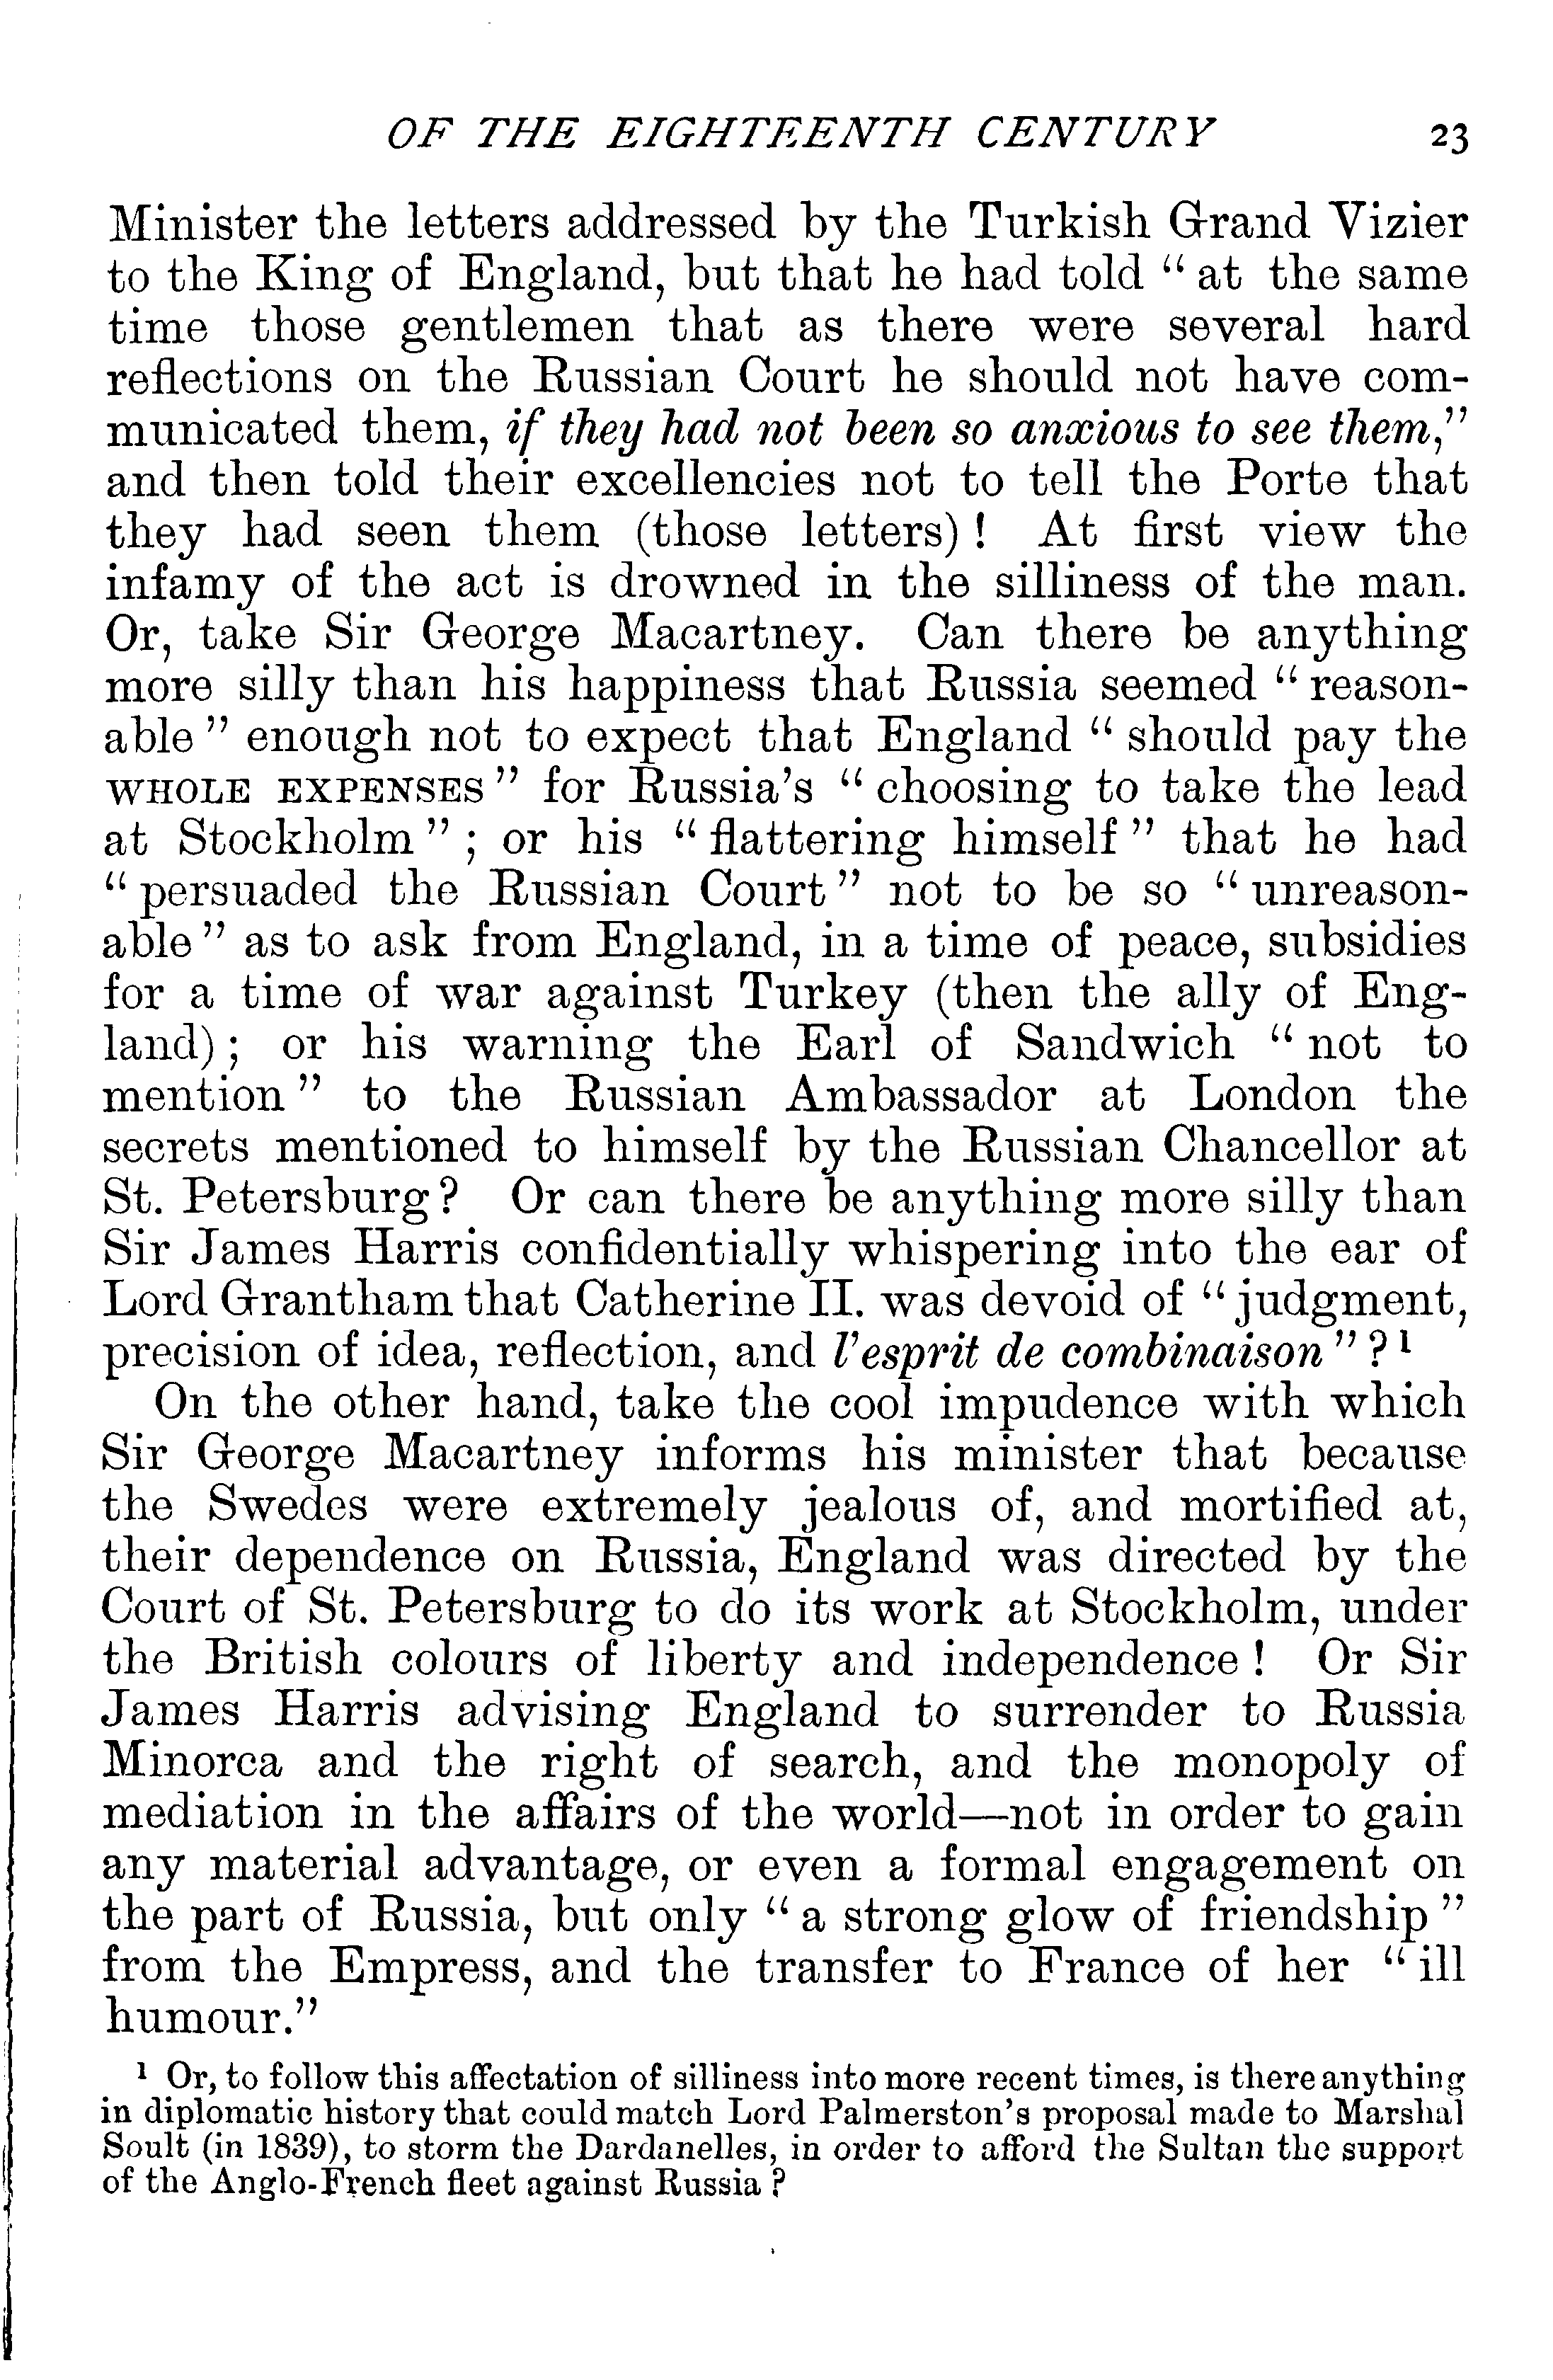 OF THE EIGHTEENTH CENTURY 23
Minister the letters addressed by the Turkish Grand Vizier
to the King of England, but that he had told “ at the same
time those gentlemen that as there were several hard
reflections on the Russian Court he should not have com-
municated them, if they had not been so anxious to see them,”
and then told their excellencies not to tell the Porte that
they had seen them (those letters) ! At first view the
infamy of the act is drowned in the silliness of the man.
Or, take Sir George Macartney. Can there be anything
more silly than his happiness that Russia seemed “ reason-
able ” enough not to expect that England “ should pay the
WHOLE EXPENSES ” for Russia’s “ choosing to take the lead
at Stockholm ” ; or his “ flattering himself ” that he had
“ persuaded the Russian Court ” not to be so “ unreason-
able ” as to ask from England, in a time of peace, subsidies
for a time of war against Turkey (then the ally of Eng-
land) ; or his warning the Earl of Sandwich “ not to
mention ” to the Russian Ambassador at London the
secrets mentioned to himself by the Russian Chancellor at
St. Petersburg ? Or can there be anything more silly than
Sir James Harris confidentially whispering into the ear of
Lord Grantham that Catherine II. was devoid of “ judgment,
precision of idea, reflection, and l’esprit de combinaison ” ? 1
On the other hand, take the cool impudence with which
Sir George Macartney informs his minister that because
the Swedes were extremely jealous of, and mortified at,
their dependence on Russia, England was directed by the
Court of St. Petersburg to do its work at Stockholm, under
the British colours of liberty and independence ! Or Sir
James Harris advising England to surrender to Russia
Minorca and the right of search, and the monopoly of
mediation in the affairs of the world—not in order to gain
any material advantage, or even a formal engagement on
the part of Russia, but only “ a strong glow of friendship ”
from the Empress, and the transfer to France of her “ ill
humour.”
1 Or, to follow this affectation of silliness into more recent times, is there anything
in diplomatic history that could match Lord Palmerston’s proposal made to Marshal
Soult (in 1839), to storm the Dardanelles, in order to afford the Sultan the support
of the Anglo-French fleet against Russia ?